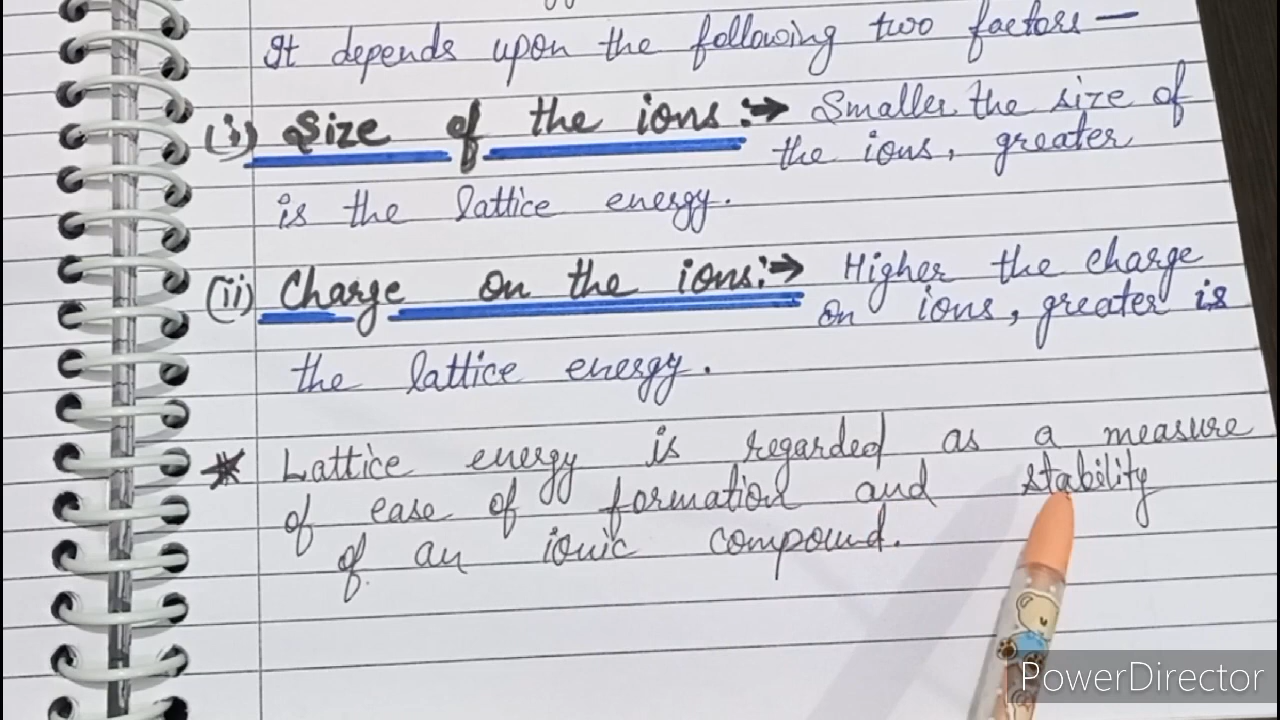 It depends upon the following two factors —
(i) Size of the ions :→ Smaller the size of
the ions, greater
is the lattice energy.
(ii) Charge on the ions :→ Higher the charge
on ions, greater is
the lattice energy.
* Lattice energy is regarded as a measure
of ease of formation and stability
of an ionic compound.
PowerDirector